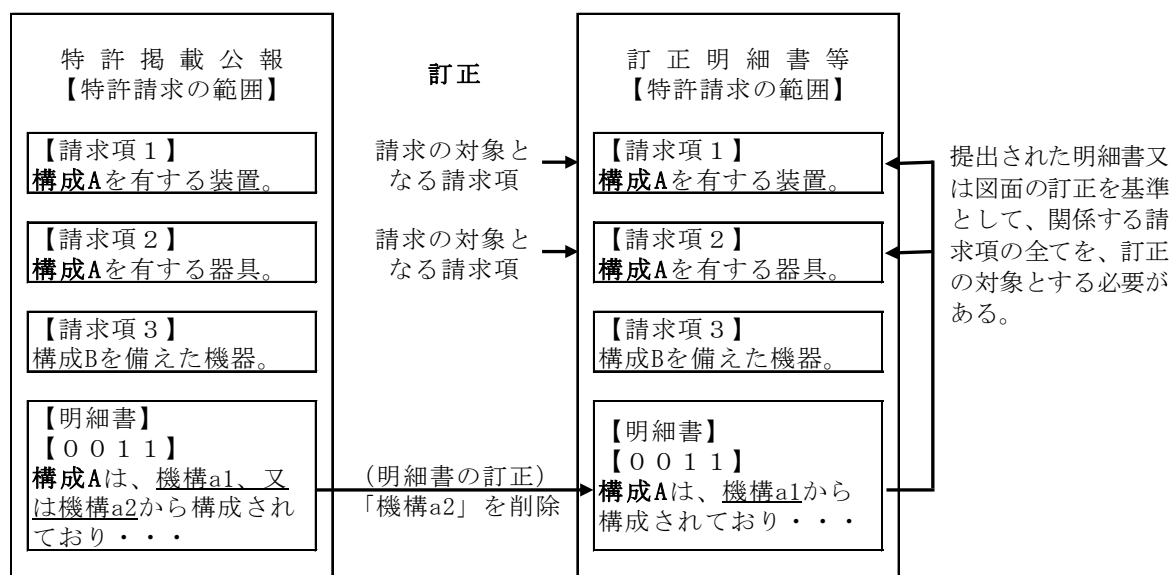 特 許 掲 載 公 報
【特許請求の範囲】
【請求項１】
構成Aを有する装置。
【請求項２】
構成Aを有する器具。
【請求項３】
構成Bを備えた機器。
【明細書】
【００１１】
構成Aは、機構a1、又
は機構a2から構成され
ており・・・
訂正
請求の対象と
なる請求項
請求の対象と
なる請求項
(明細書の訂正)
「機構a2」を削除
訂 正 明 細 書 等
【特許請求の範囲】
【請求項１】
構成Aを有する装置。
【請求項２】
構成Aを有する器具。
【請求項３】
構成Bを備えた機器。
【明細書】
【００１１】
構成Aは、機構a1から
構成されており・・・
提出された明細書又
は図面の訂正を基準
として、関係する請
求項の全てを、訂正
の対象とする必要が
ある。